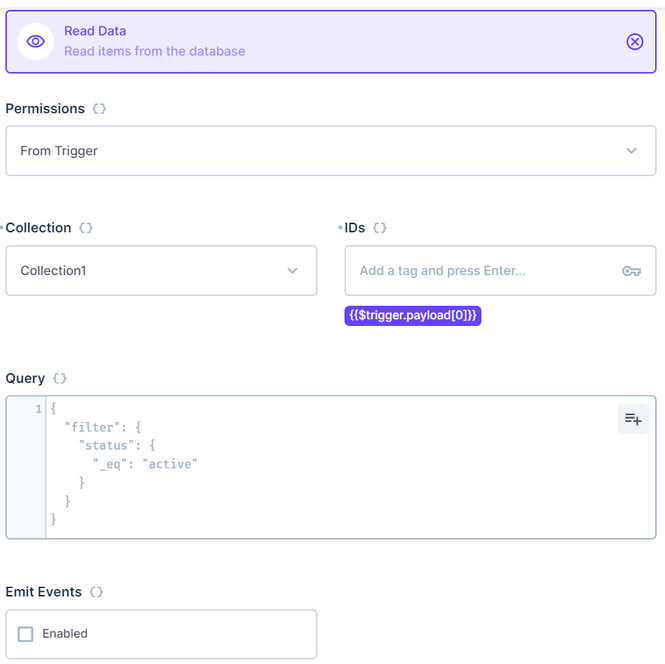 Read Data
Read items from the database
Permissions {}
From Trigger
Collection {}
IDs {}
Collection1
Add a tag and press Enter...
{{$trigger.payload[0]}}
Query {}
1 {
"filter": {
"status": {
"_eq": "active"
}
}
}
Emit Events {}
Enabled